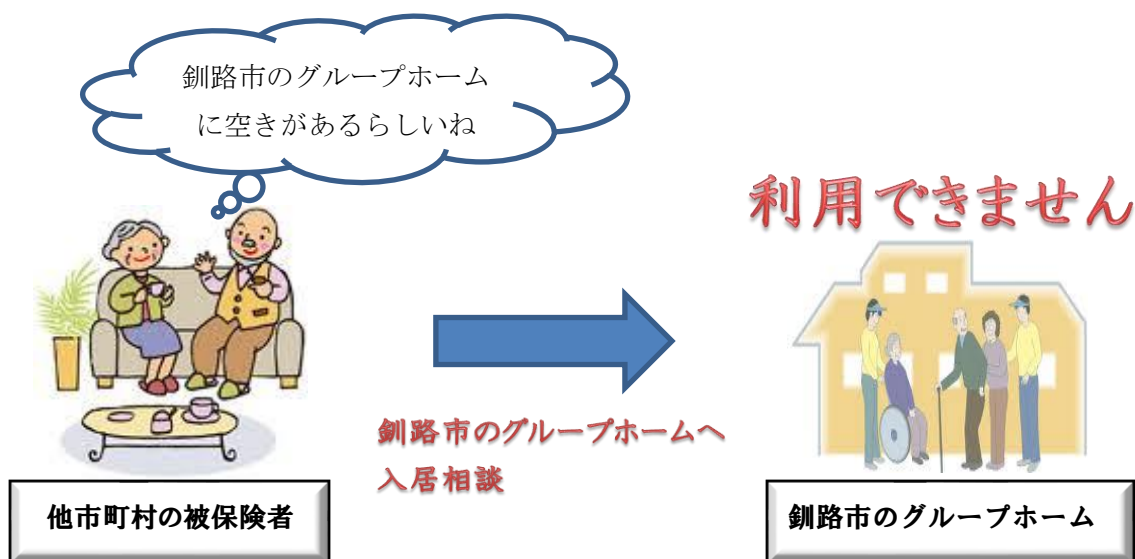 釧路市のグループホーム
に空きがあるらしいね
利用できません
釧路市のグループホームへ
入居相談
他市町村の被保険者
釧路市のグループホーム